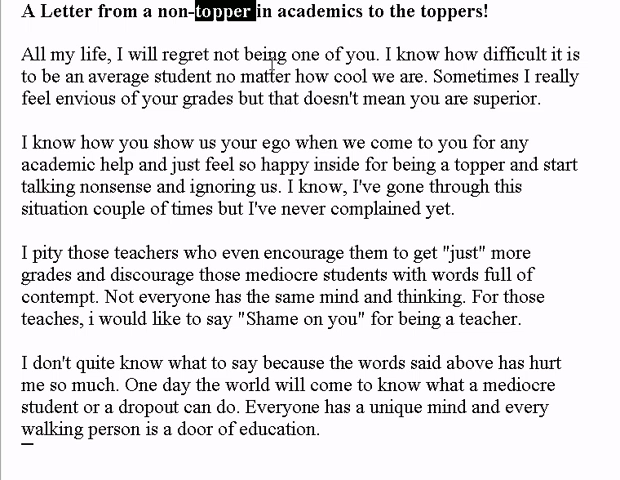 A Letter from a non-topper in academics to the toppers!
All my life, I will regret not being one of you. I know how difficult it is
to be an average student no matter how cool we are. Sometimes I really
feel envious of your grades but that doesn't mean you are superior.
I know how you show us your ego when we come to you for any
academic help and just feel so happy inside for being a topper and start
talking nonsense and ignoring us. I know, I've gone through this
situation couple of times but I've never complained yet.
I pity those teachers who even encourage them to get "just" more
grades and discourage those mediocre students with words full of
contempt. Not everyone has the same mind and thinking. For those
teaches, i would like to say "Shame on you" for being a teacher.
I don't quite know what to say because the words said above has hurt
me so much. One day the world will come to know what a mediocre
student or a dropout can do. Everyone has a unique mind and every
walking person is a door of education.